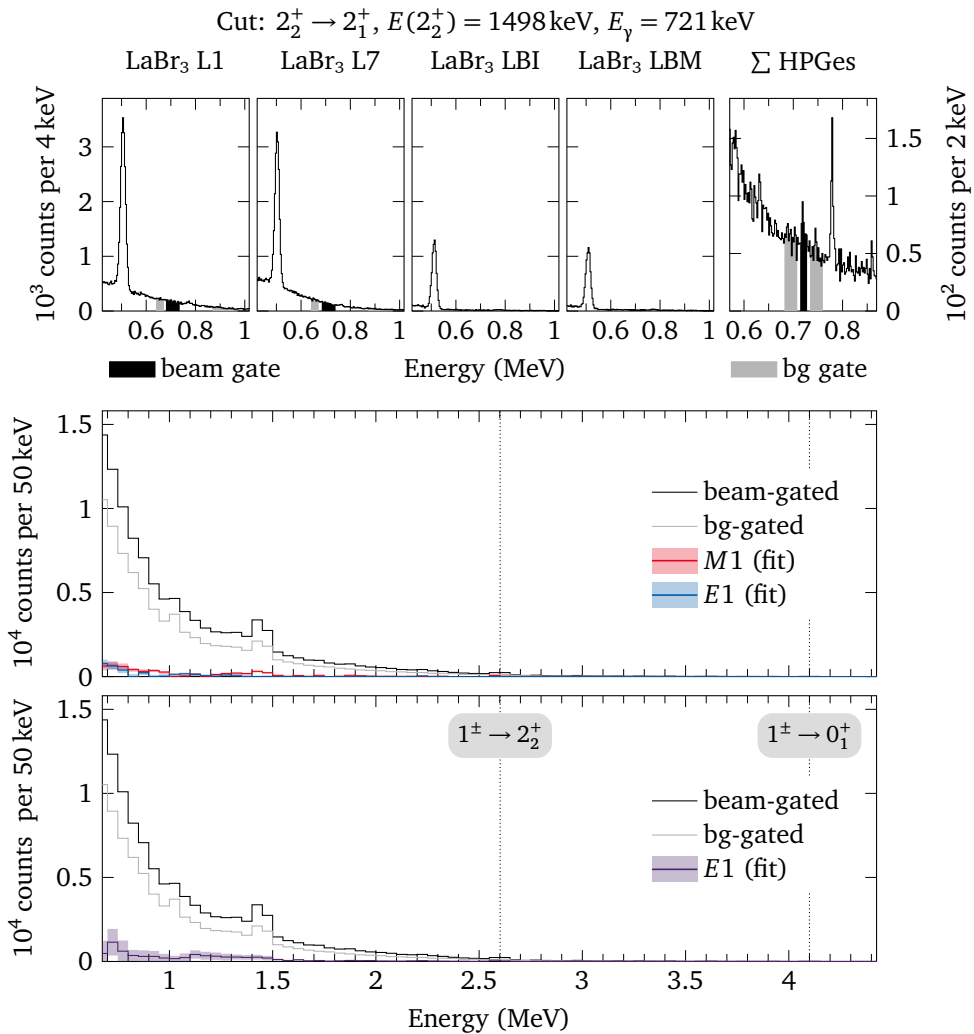 Cut: 2₂⁺ → 2₁⁺, E(2₂⁺) = 1498 keV, E_γ = 721 keV
LaBr₃ L1 LaBr₃ L7 LaBr₃ LBI LaBr₃ LBM ∑ HPGes
10³ counts per 4 keV
3
2
1
0
1.5
1
0.5
0
10² counts per 2 keV
0.6 0.8 1 0.6 0.8 1 0.6 0.8 1 0.6 0.8 1 0.6 0.7 0.8
beam gate Energy (MeV) bg gate
10⁴ counts per 50 keV
1.5
1
0.5
0
beam-gated
bg-gated
M1 (fit)
E1 (fit)
10⁴ counts per 50 keV
1.5
1
0.5
0
1^± → 2₂⁺ 1^± → 0₁⁺
beam-gated
bg-gated
E1 (fit)
1 1.5 2 2.5 3 3.5 4
Energy (MeV)